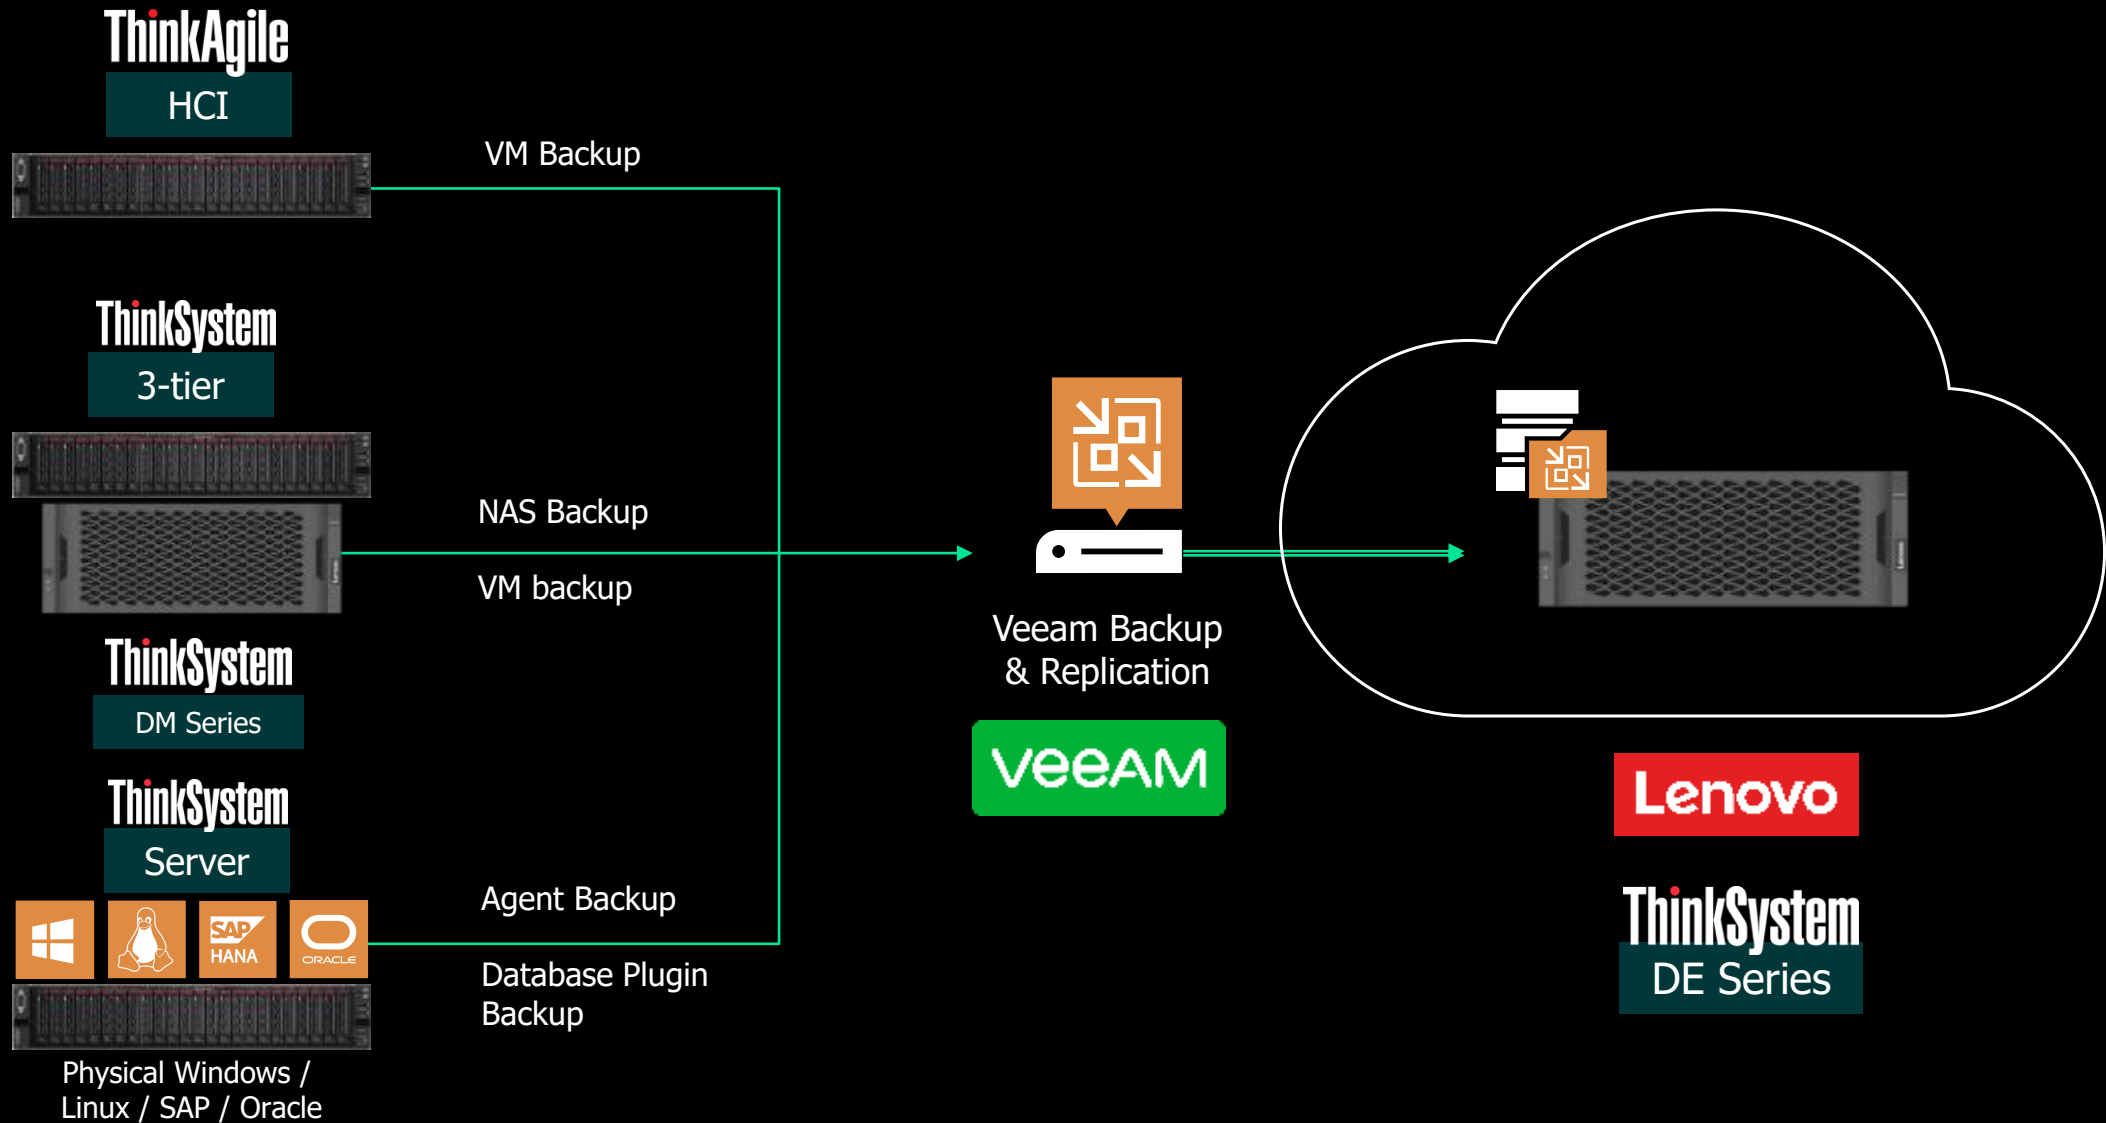 ThinkAgile
HCI
VM Backup
ThinkSystem
3-tier
NAS Backup
VM backup
ThinkSystem
DM Series
ThinkSystem
Server
SAP
HANA
ORACLE
Agent Backup
Database Plugin
Backup
Physical Windows /
Linux / SAP / Oracle
Veeam Backup
& Replication
veeAM
Lenovo
ThinkSystem
DE Series